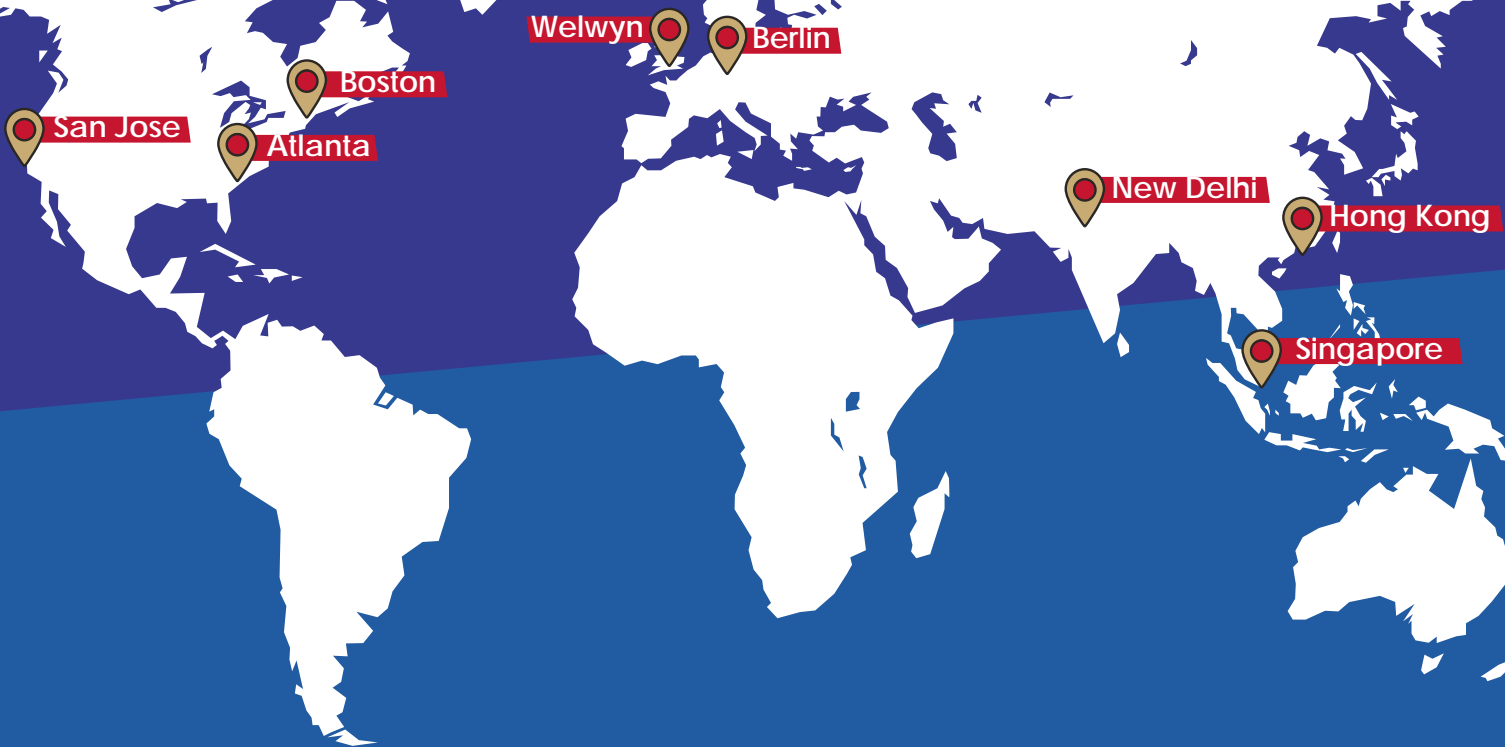 Welwyn
Berlin
Boston
San Jose
Atlanta
New Delhi
Hong Kong
Singapore